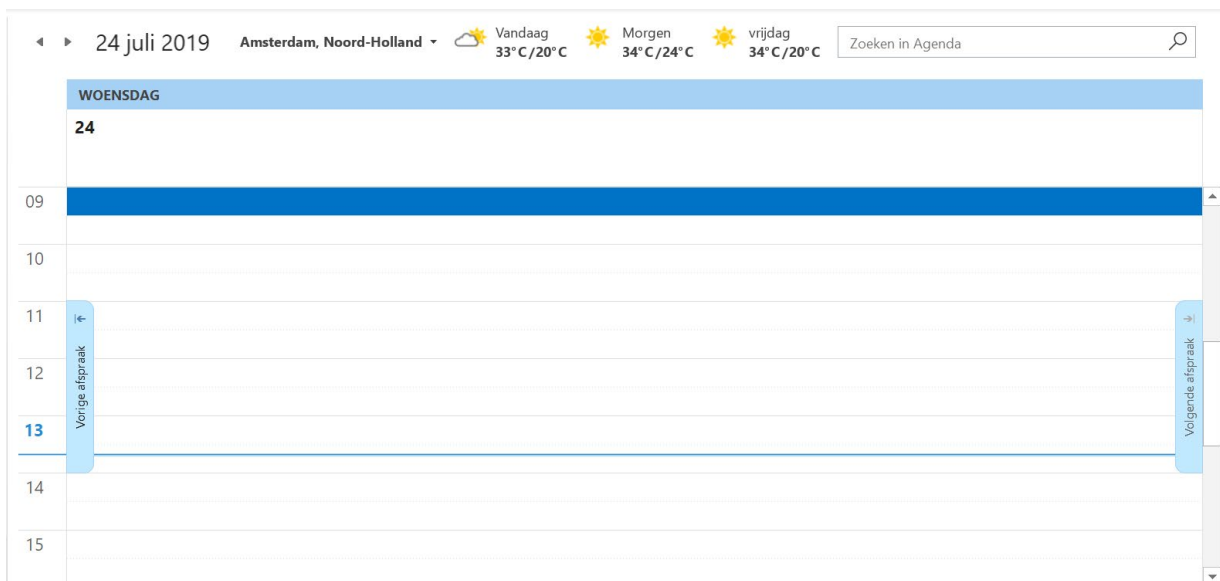 24 juli 2019
Amsterdam, Noord-Holland
Vandaag
33°C/20°C
Morgen
34°C/24°C
vrijdag
34°C/20°C
Zoeken in Agenda
WOENSDAG
24
09
10
11
12
13
14
15
Vorige afspraak
Volgende afspraak